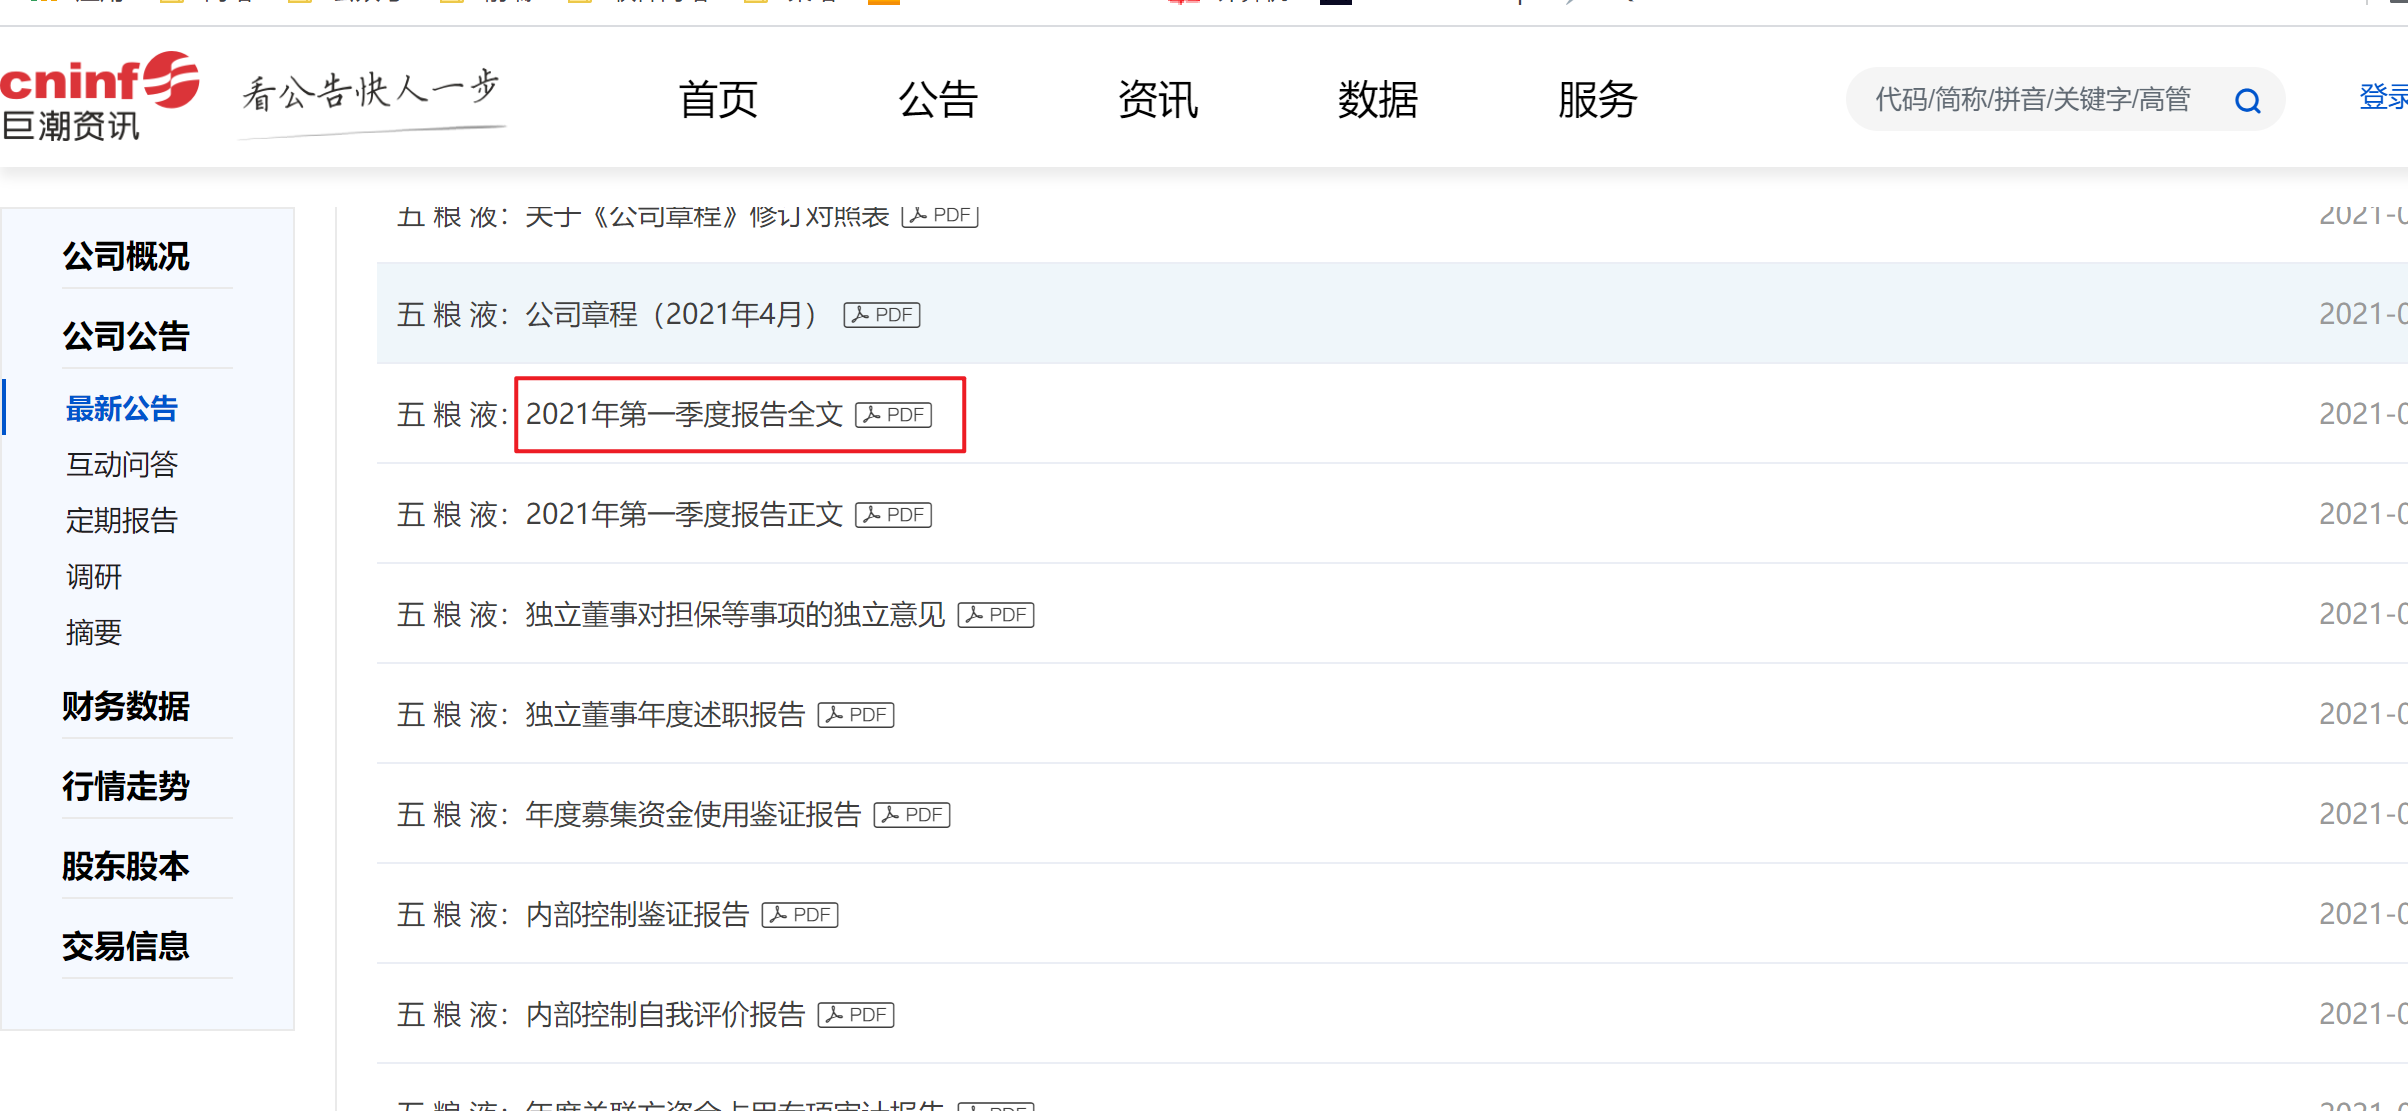 cninf
巨潮资讯
看公告快人一步
首页 公告 资讯 数据 服务
代码/简称/拼音/关键字/高管
登录
公司概况
公司公告
最新公告
互动问答
定期报告
调研
摘要
财务数据
行情走势
股东股本
交易信息
五 粮 液：关于《公司章程》修订对照表 PDF 2021-0
五 粮 液：公司章程（2021年4月） PDF 2021-0
五 粮 液：2021年第一季度报告全文 PDF 2021-0
五 粮 液：2021年第一季度报告正文 PDF 2021-0
五 粮 液：独立董事对担保等事项的独立意见 PDF 2021-0
五 粮 液：独立董事年度述职报告 PDF 2021-0
五 粮 液：年度募集资金使用鉴证报告 PDF 2021-0
五 粮 液：内部控制鉴证报告 PDF 2021-0
五 粮 液：内部控制自我评价报告 PDF 2021-0
五 粮 液：年度关联方资金占用专项审计报告 PDF 2021-0